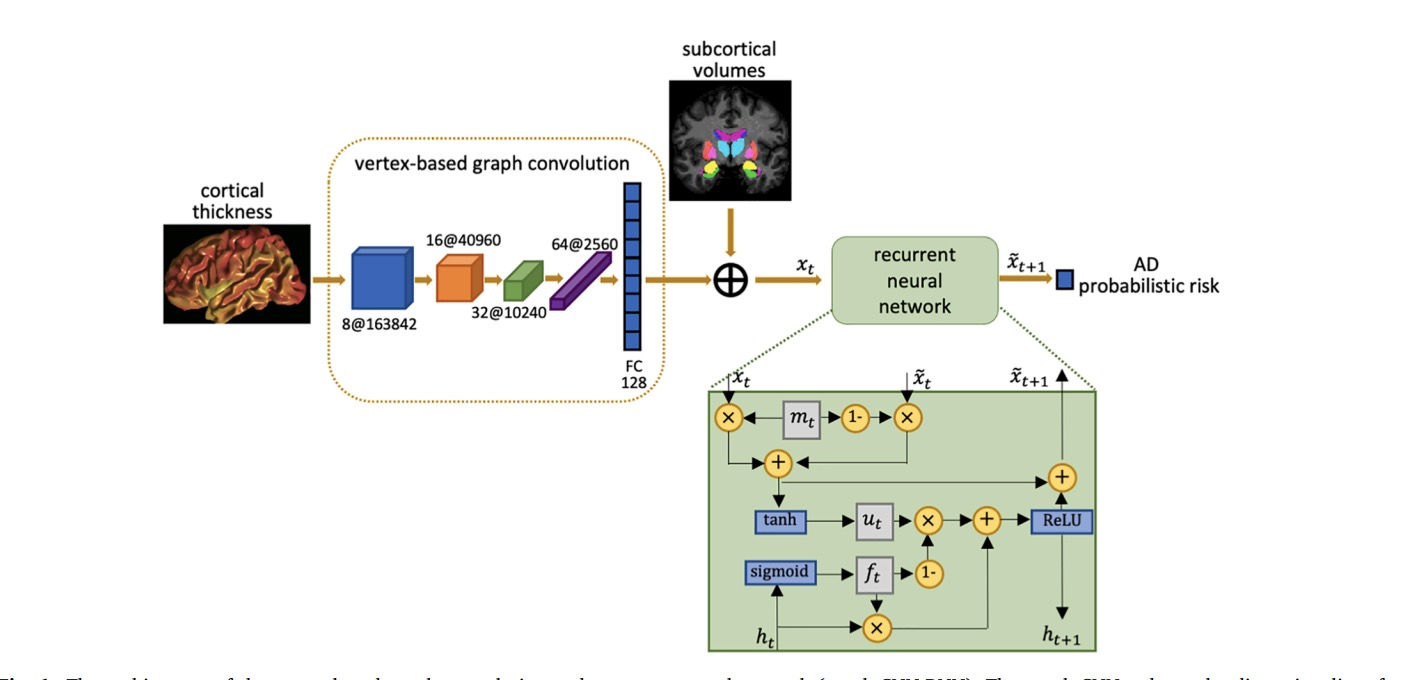 subcortical
volumes
vertex-based graph convolution
cortical
thickness
16@40960
64@2560
8@163842
32@10240
FC
128
x_t
recurrent
neural
network
x̃_{t+1}
AD
probabilistic risk
x_t
x̃_t
x̃_{t+1}
× m_t 1- ×
+
+
tanh u_t × + ReLU
sigmoid f_t 1-
×
h_t
h_{t+1}